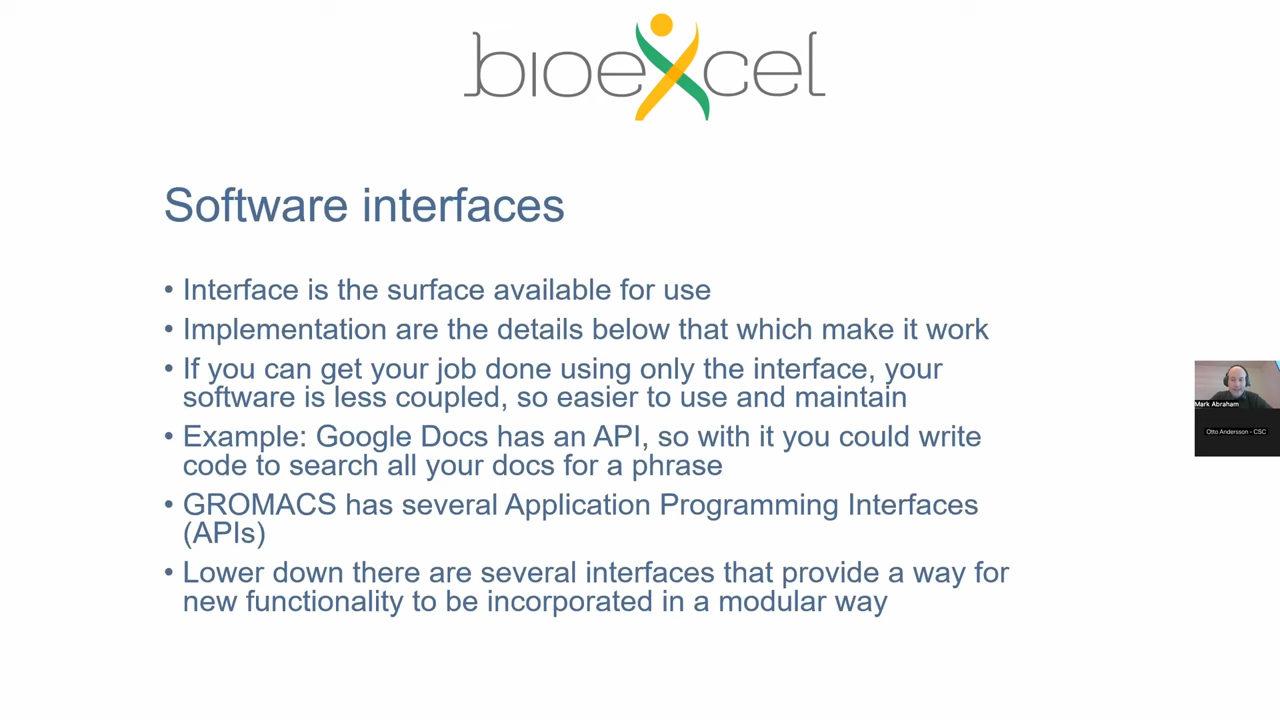 bioexcel
Software interfaces
• Interface is the surface available for use
• Implementation are the details below that which make it work
• If you can get your job done using only the interface, your
software is less coupled, so easier to use and maintain
• Example: Google Docs has an API, so with it you could write
code to search all your docs for a phrase
• GROMACS has several Application Programming Interfaces
(APIs)
• Lower down there are several interfaces that provide a way for
new functionality to be incorporated in a modular way
Mark Abraham
Otto Andersson - CSC